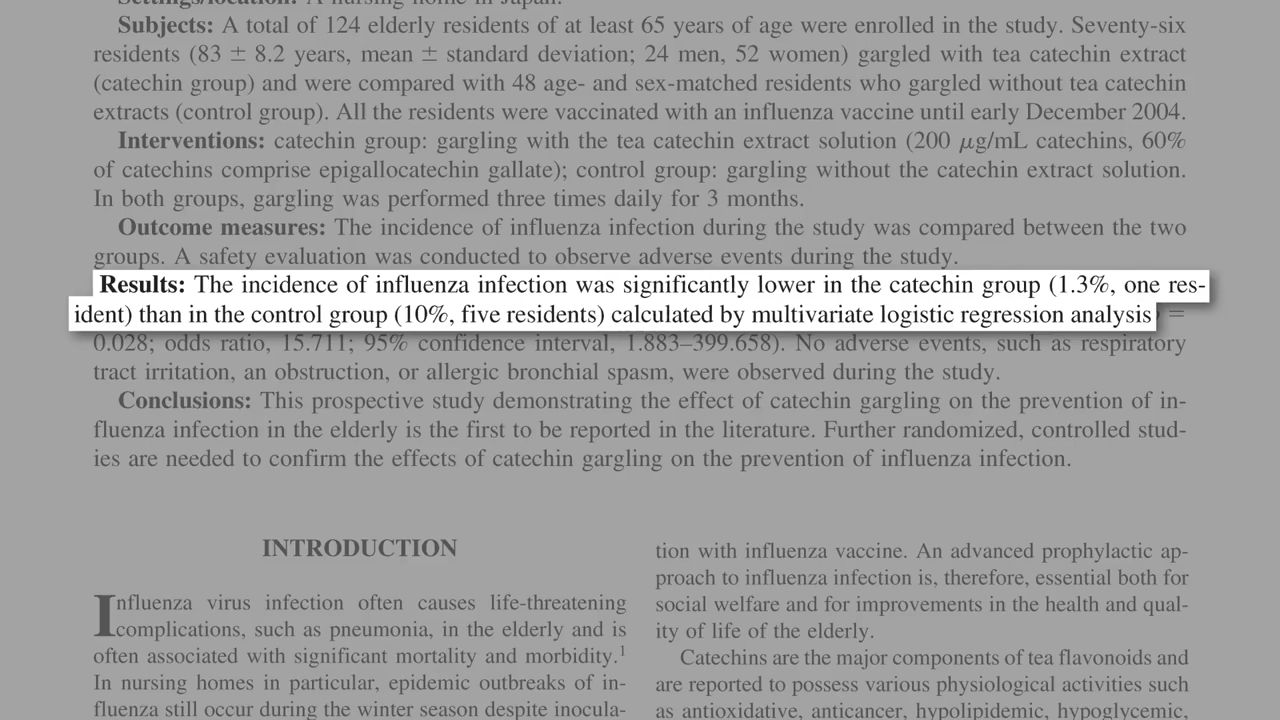 Settings/location: A nursing home in Japan.
Subjects: A total of 124 elderly residents of at least 65 years of age were enrolled in the study. Seventy-six
residents (83 ± 8.2 years, mean ± standard deviation; 24 men, 52 women) gargled with tea catechin extract
(catechin group) and were compared with 48 age- and sex-matched residents who gargled without tea catechin
extracts (control group). All the residents were vaccinated with an influenza vaccine until early December 2004.
Interventions: catechin group: gargling with the tea catechin extract solution (200 μg/mL catechins, 60%
of catechins comprise epigallocatechin gallate); control group: gargling without the catechin extract solution.
In both groups, gargling was performed three times daily for 3 months.
Outcome measures: The incidence of influenza infection during the study was compared between the two
groups. A safety evaluation was conducted to observe adverse events during the study.
Results: The incidence of influenza infection was significantly lower in the catechin group (1.3%, one res-
ident) than in the control group (10%, five residents) calculated by multivariate logistic regression analysis =
0.028; odds ratio, 15.711; 95% confidence interval, 1.883–399.658). No adverse events, such as respiratory
tract irritation, an obstruction, or allergic bronchial spasm, were observed during the study.
Conclusions: This prospective study demonstrating the effect of catechin gargling on the prevention of in-
fluenza infection in the elderly is the first to be reported in the literature. Further randomized, controlled stud-
ies are needed to confirm the effects of catechin gargling on the prevention of influenza infection.
INTRODUCTION
Influenza virus infection often causes life-threatening
complications, such as pneumonia, in the elderly and is
often associated with significant mortality and morbidity.1
In nursing homes in particular, epidemic outbreaks of in-
fluenza still occur during the winter season despite inocula-
tion with influenza vaccine. An advanced prophylactic ap-
proach to influenza infection is, therefore, essential both for
social welfare and for improvements in the health and qual-
ity of life of the elderly.
Catechins are the major components of tea flavonoids and
are reported to possess various physiological activities such
as antioxidative, anticancer, hypolipidemic, hypoglycemic,